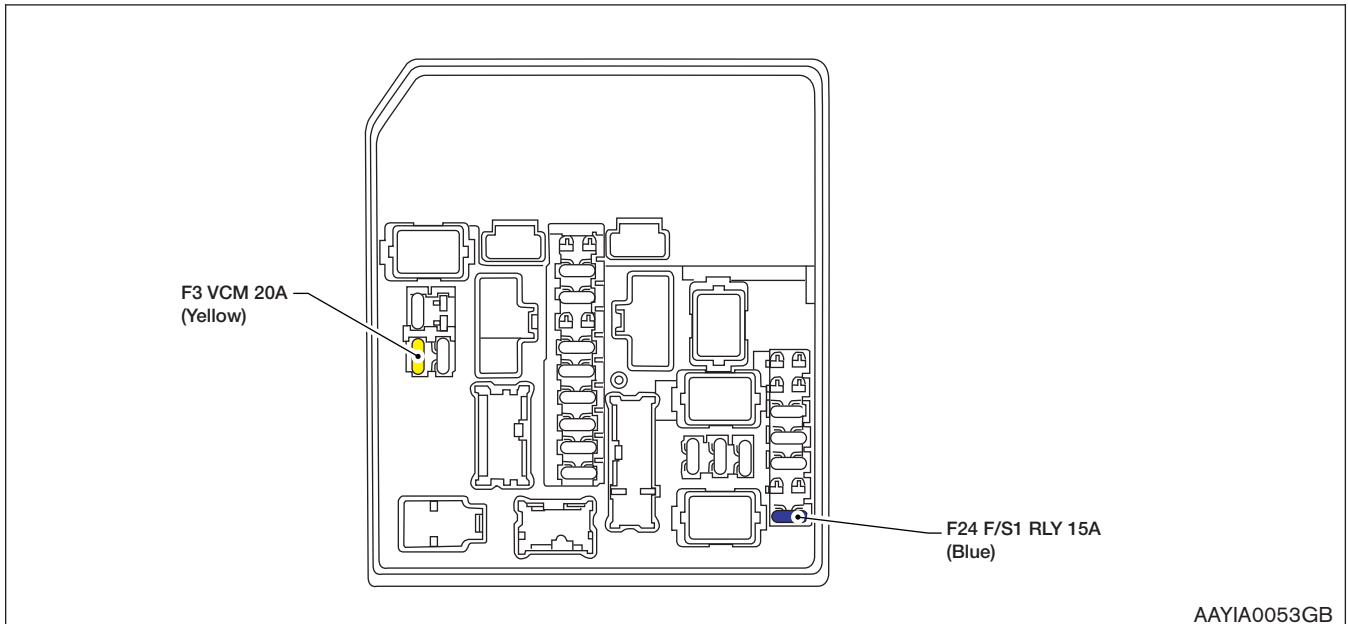 F3 VCM 20A
(Yellow)
F24 F/S1 RLY 15A
(Blue)
AAYIA0053GB